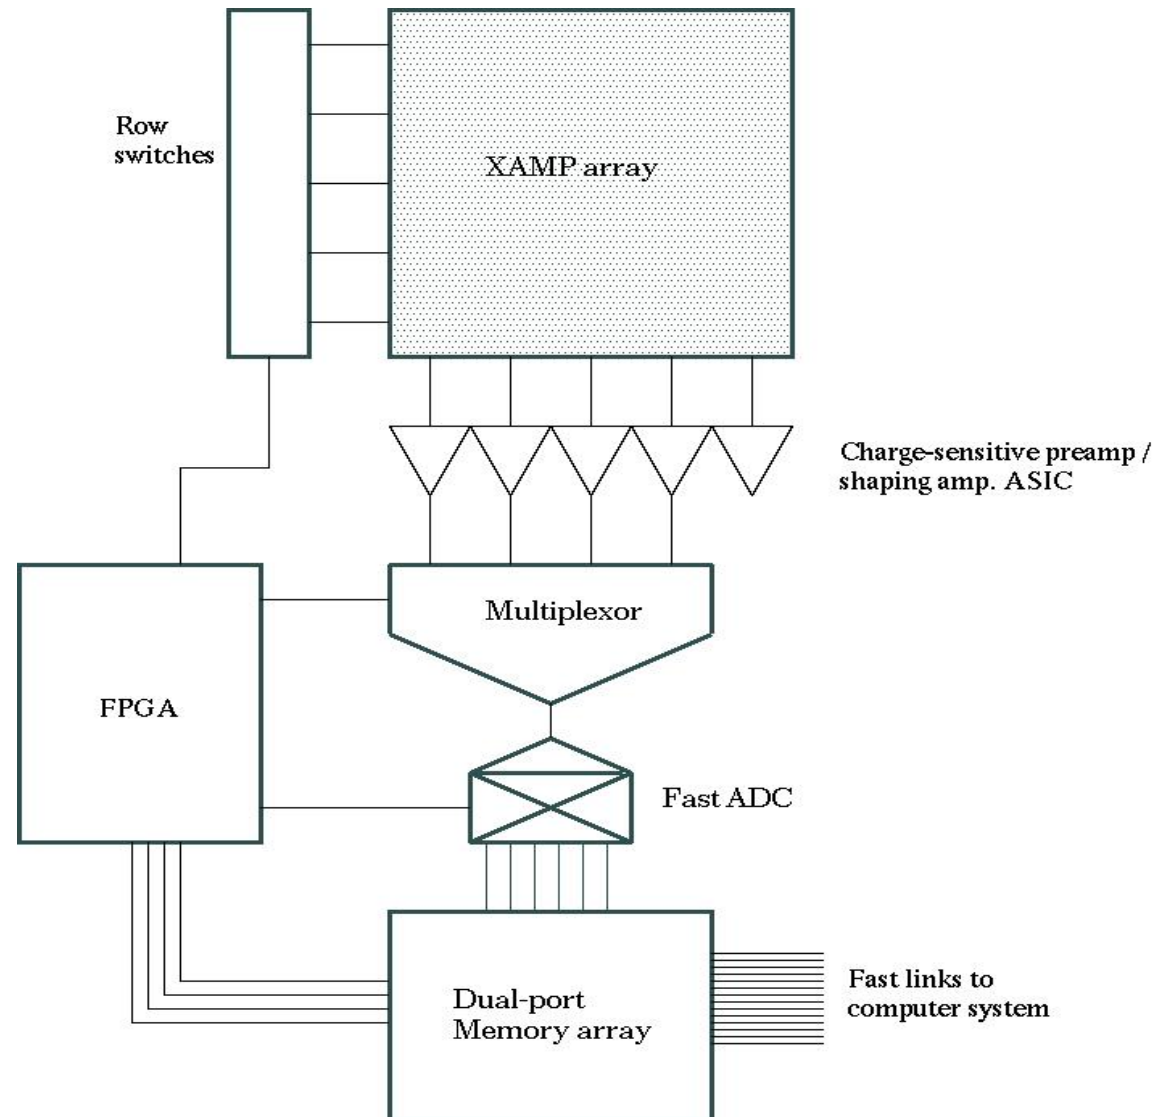 Row
switches
XAMP array
Charge-sensitive preamp /
shaping amp. ASIC
Multiplexor
FPGA
Fast ADC
Dual-port
Memory array
Fast links to
computer system